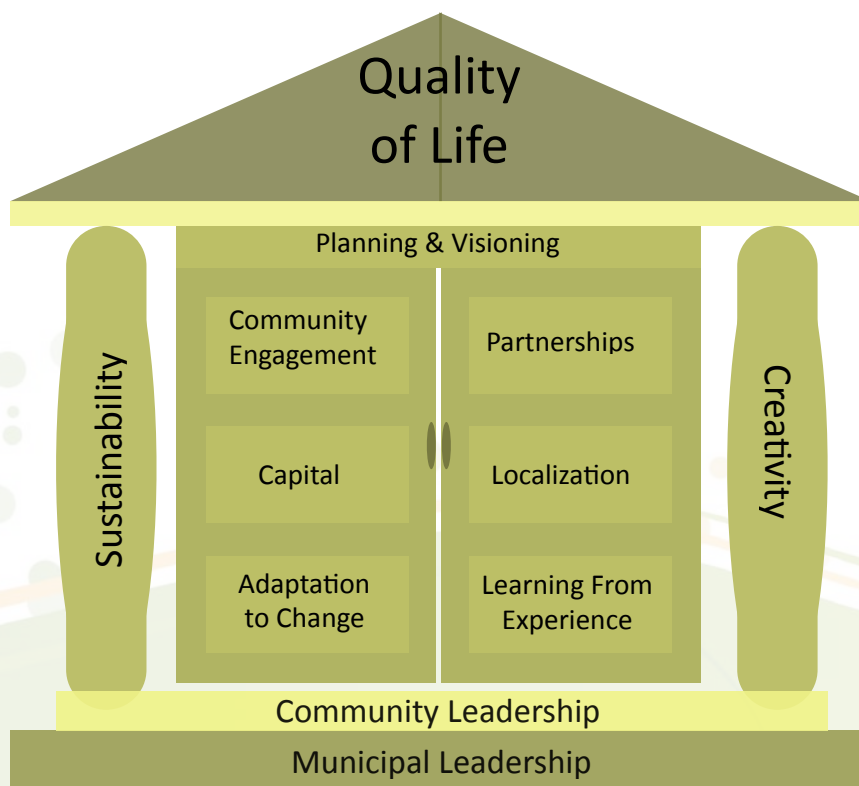 Quality
of Life
Planning & Visioning
Sustainability
Community
Engagement
Capital
Adaptation
to Change
Partnerships
Localization
Learning From
Experience
Creativity
Community Leadership
Municipal Leadership